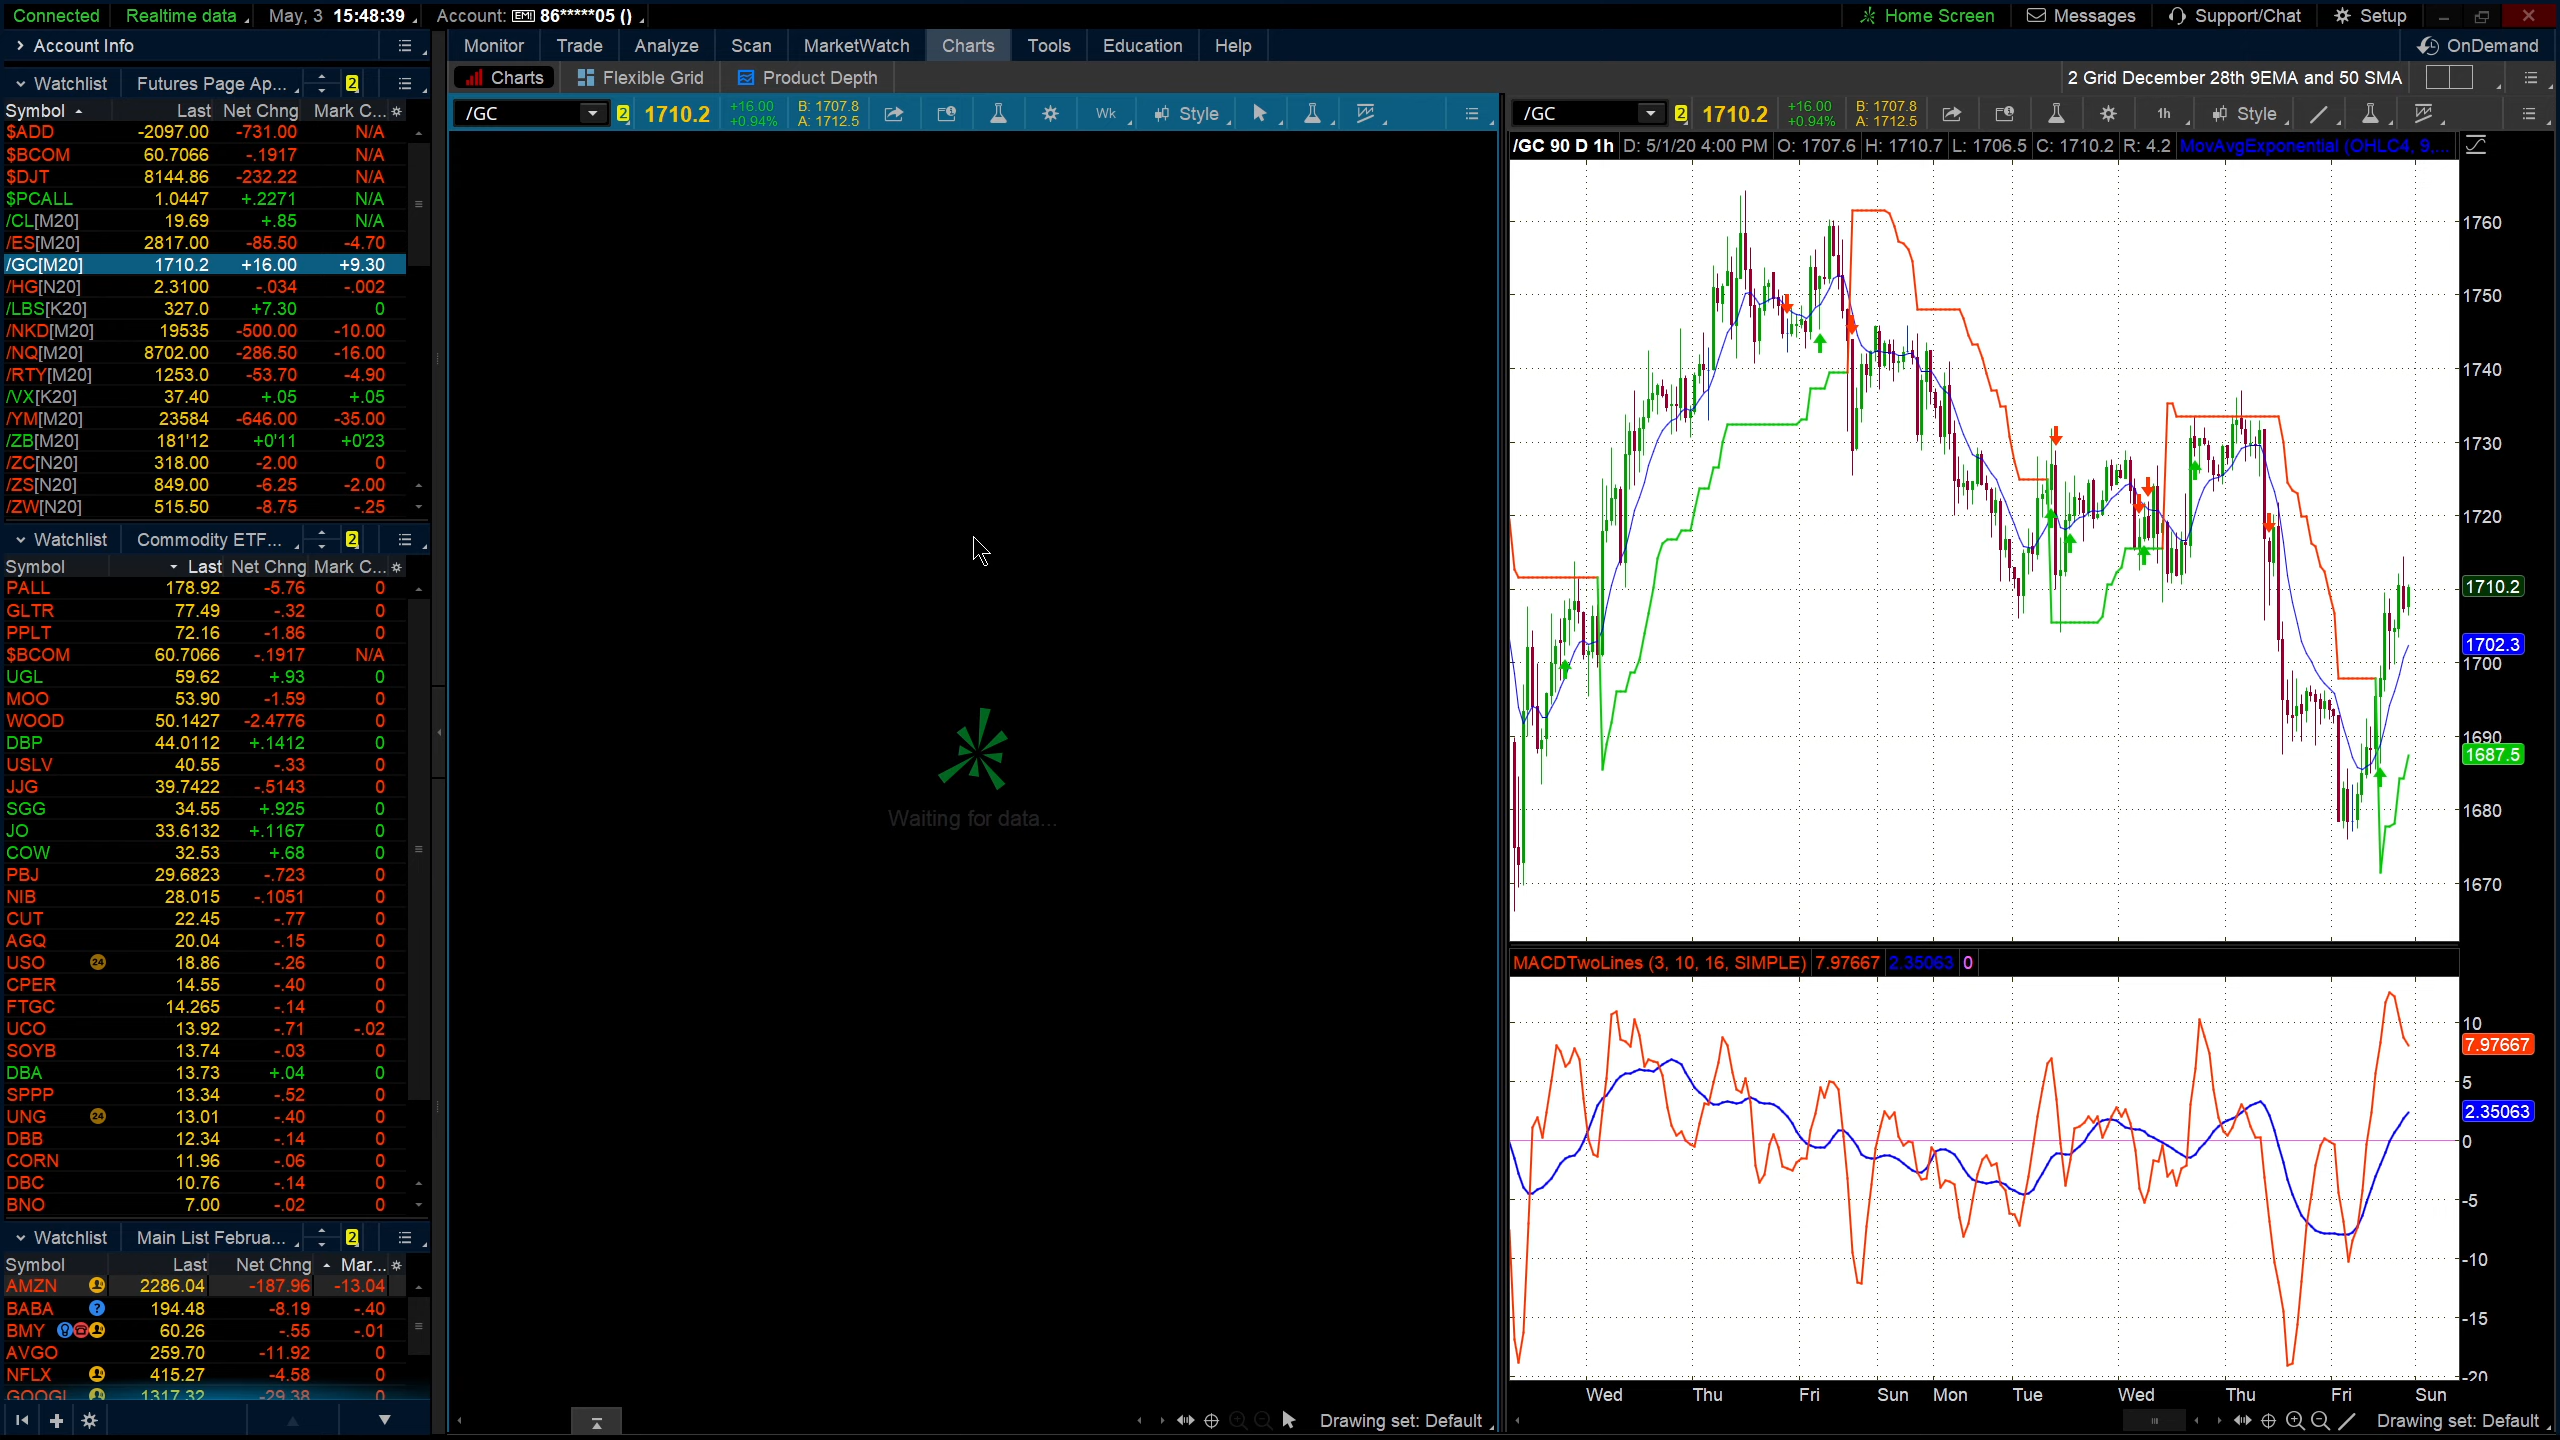 Connected Realtime data May, 3 15:48:39 Account: EMI 86*****05 () Home Screen Messages Support/Chat Setup
Account Info Monitor Trade Analyze Scan MarketWatch Charts Tools Education Help OnDemand
Watchlist Futures Page Ap... 2 Charts Flexible Grid Product Depth 2 Grid December 28th 9EMA and 50 SMA
Symbol Last Net Chng Mark C...
$ADD -2097.00 -731.00 N/A
$BCOM 60.7066 -.1917 N/A
$DJT 8144.86 -232.22 N/A
$PCALL 1.0447 +.2271 N/A
/CL[M20] 19.69 +.85 N/A
/ES[M20] 2817.00 -85.50 -4.70
/GC[M20] 1710.2 +16.00 +9.30
/HG[N20] 2.3100 -.034 -.002
/LBS[K20] 327.0 +7.30 0
/NKD[M20] 19535 -500.00 -10.00
/NQ[M20] 8702.00 -286.50 -16.00
/RTY[M20] 1253.0 -53.70 -4.90
/VX[K20] 37.40 +.05 +.05
/YM[M20] 23584 -646.00 -35.00
/ZB[M20] 181'12 +0'11 +0'23
/ZC[N20] 318.00 -2.00 0
/ZS[N20] 849.00 -6.25 -2.00
/ZW[N20] 515.50 -8.75 -.25
Watchlist Commodity ETF... 2
Symbol Last Net Chng Mark C...
PALL 178.92 -5.76 0
GLTR 77.49 -.32 0
PPLT 72.16 -1.86 0
$BCOM 60.7066 -.1917 N/A
UGL 59.62 +.93 0
MOO 53.90 -1.59 0
WOOD 50.1427 -2.4776 0
DBP 44.0112 +.1412 0
USLV 40.55 -.33 0
JJG 39.7422 -.5143 0
SGG 34.55 +.925 0
JO 33.6132 +.1167 0
COW 32.53 +.68 0
PBJ 29.6823 -.723 0
NIB 28.015 -.1051 0
CUT 22.45 -.77 0
AGQ 20.04 -.15 0
USO 24 18.86 -.26 0
CPER 14.55 -.40 0
FTGC 14.265 -.14 0
UCO 13.92 -.71 -.02
SOYB 13.74 -.03 0
DBA 13.73 +.04 0
SPPP 13.34 -.52 0
UNG 24 13.01 -.40 0
DBB 12.34 -.14 0
CORN 11.96 -.06 0
DBC 10.76 -.14 0
BNO 7.00 -.02 0
Watchlist Main List Februa... 2
Symbol Last Net Chng Mar...
AMZN 2286.04 -187.96 -13.04
BABA 194.48 -8.19 -.40
BMY 60.26 -.55 -.01
AVGO 259.70 -11.92 0
NFLX 415.27 -4.58 0
GOOGL 1317.32 -29.38 0
/GC 2 1710.2 +16.00 +0.94% B: 1707.8 A: 1712.5 Wk Style
Waiting for data...
Drawing set: Default
/GC 2 1710.2 +16.00 +0.94% B: 1707.8 A: 1712.5 1h Style
/GC 90 D 1h D: 5/1/20 4:00 PM O: 1707.6 H: 1710.7 L: 1706.5 C: 1710.2 R: 4.2 MovAvgExponential (OHLC4, 9,...
1760
1750
1740
1730
1720
1710.2
1702.3
1700
1690
1687.5
1680
1670
MACDTwoLines (3, 10, 16, SIMPLE) 7.97667 2.35063 0
10
7.97667
5
2.35063
0
-5
-10
-15
-20
Wed Thu Fri Sun Mon Tue Wed Thu Fri Sun
Drawing set: Default